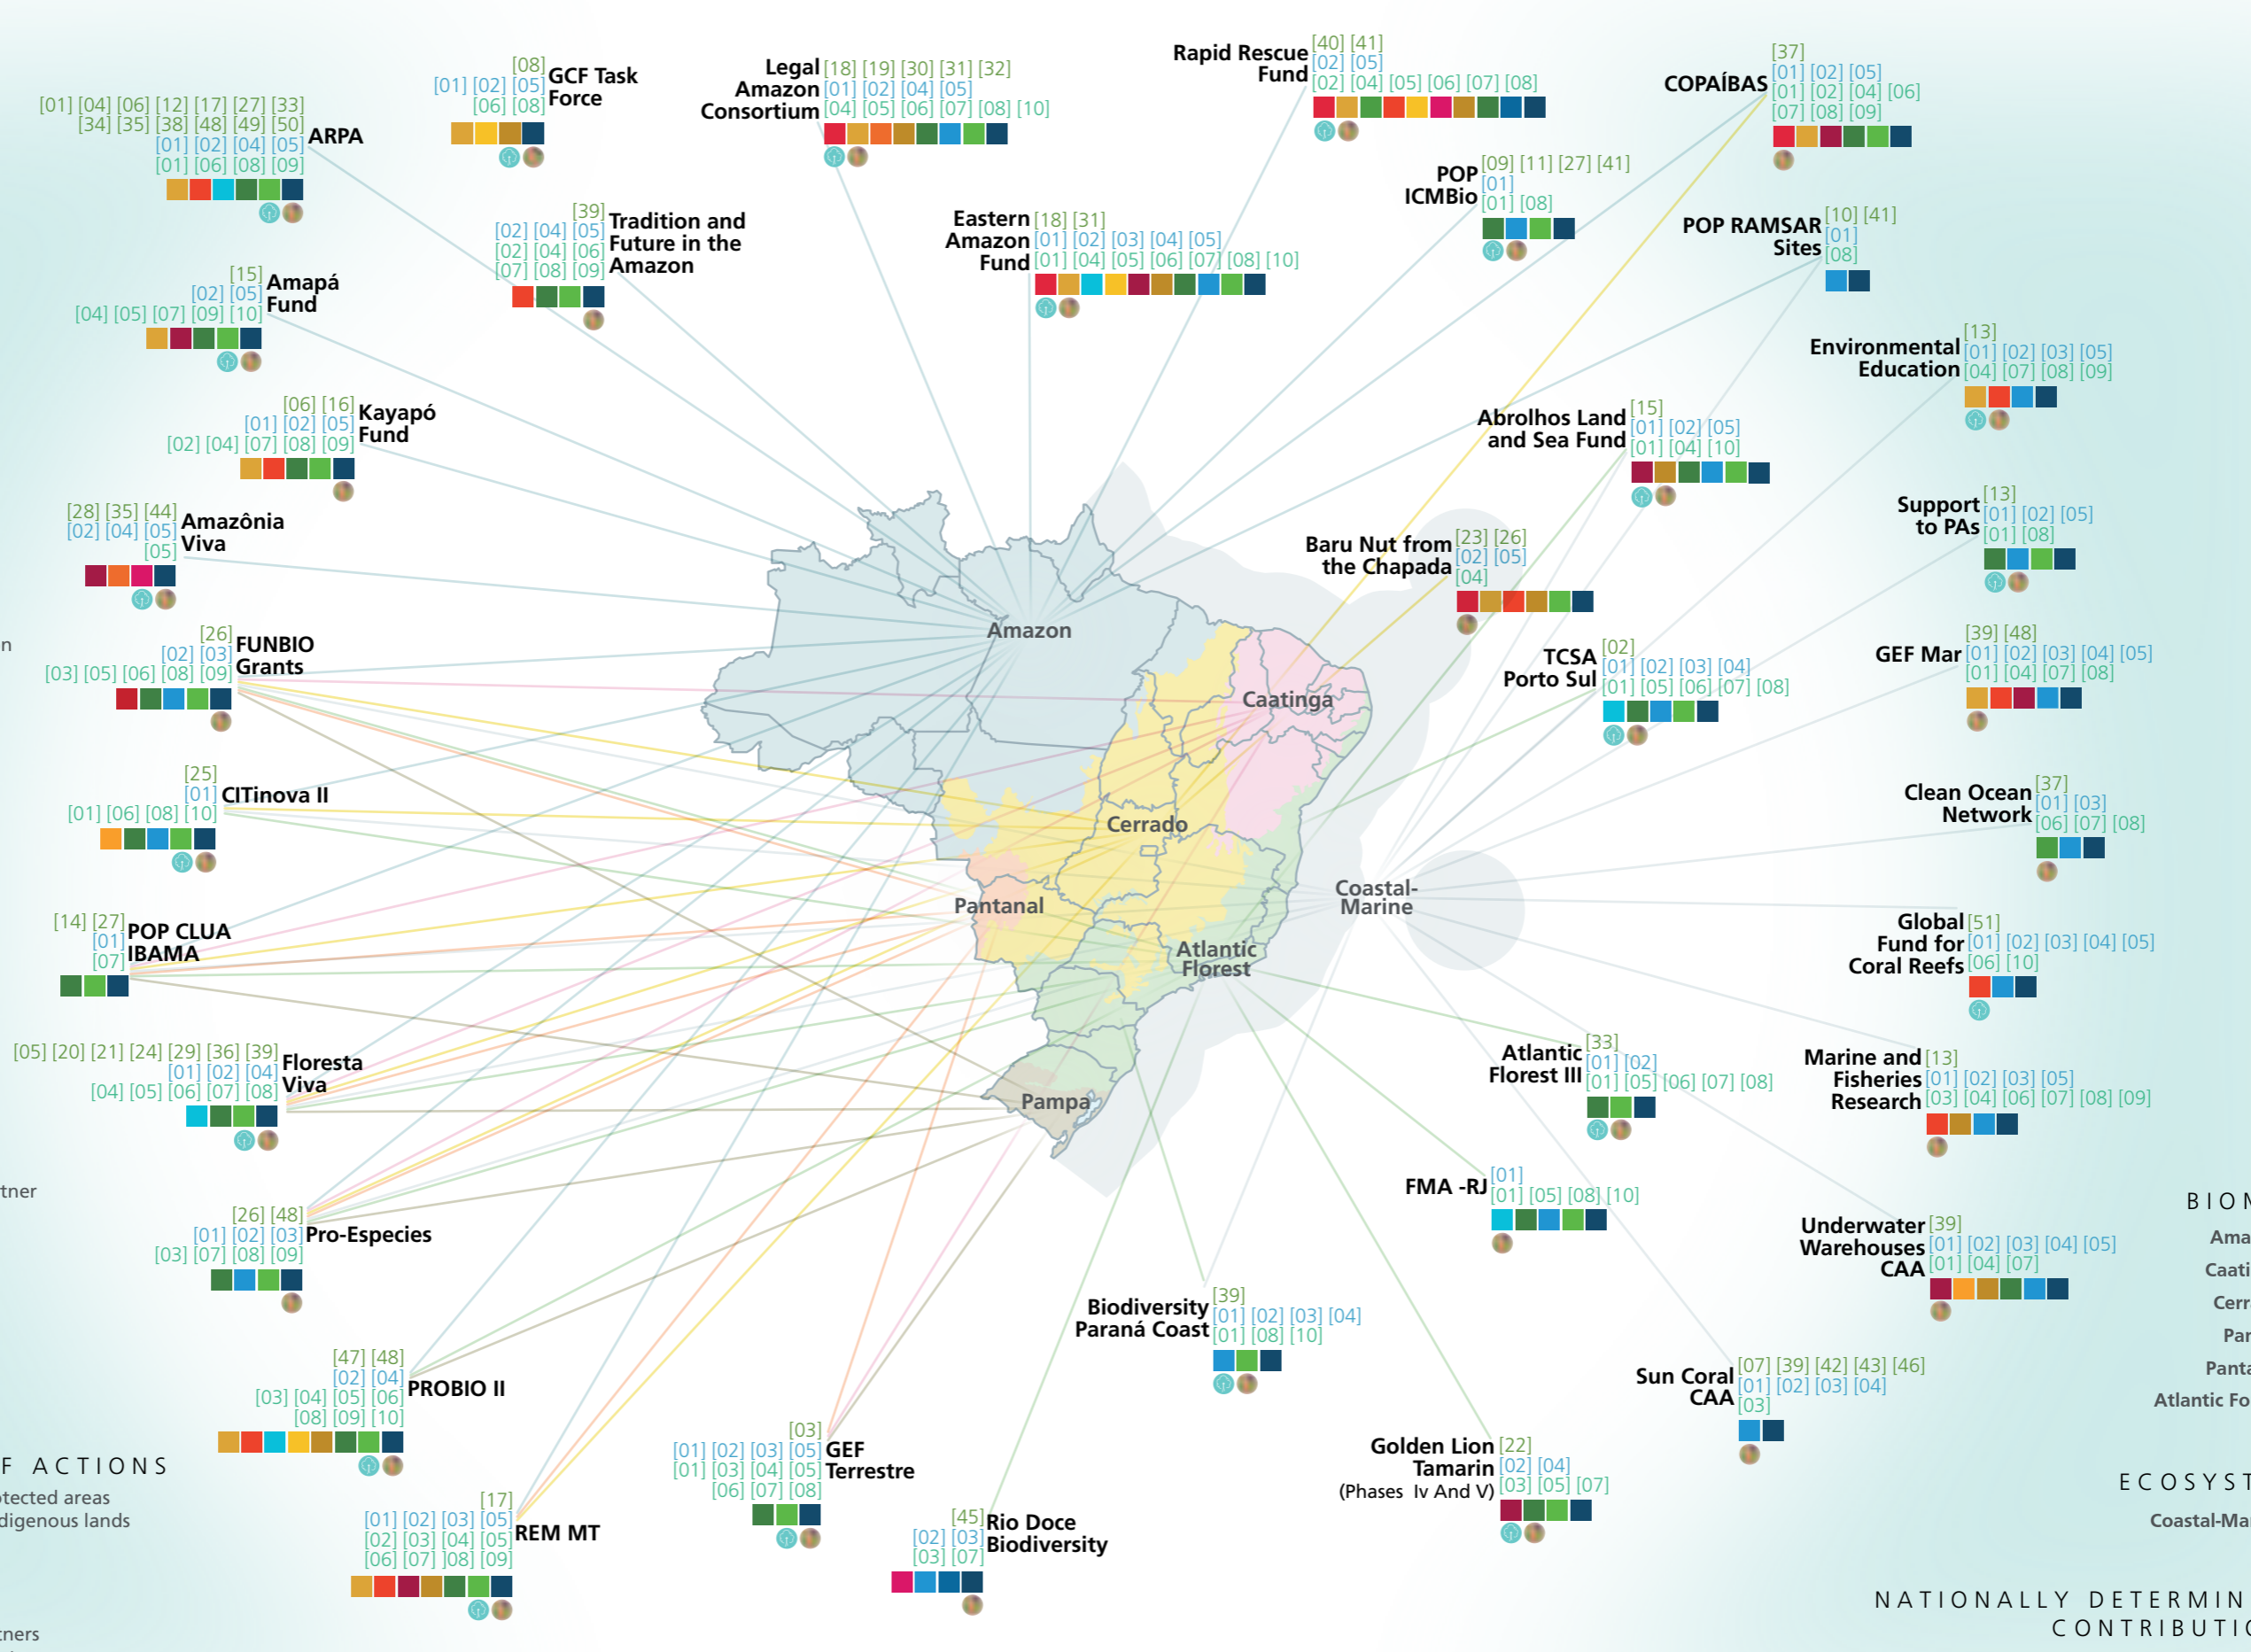 [01] [04] [06] [12] [17] [27] [33]
[34] [35] [38] [48] [49] [50]
[01] [02] [04] [05]
[01] [06] [08] [09]
ARPA
[08]
[01] [02] [05]
[06] [08]
GCF Task
Force
Legal
Amazon
Consortium
[18] [19] [30] [31] [32]
[01] [02] [04] [05]
[04] [05] [06] [07] [08] [10]
Rapid Rescue
Fund
[40] [41]
[02] [05]
[02] [04] [05] [06] [07] [08]
COPAÍBAS
[37]
[01] [02] [05]
[01] [02] [04] [06]
[07] [08] [09]
[39]
[02] [04] [05]
[02] [04] [06]
[07] [08] [09]
Tradition and
Future in the
Amazon
Eastern
Amazon
Fund
[18] [31]
[01] [02] [03] [04] [05]
[01] [04] [05] [06] [07] [08] [10]
POP
ICMBio
[09] [11] [27] [41]
[01]
[01] [08]
POP RAMSAR
Sites
[10] [41]
[01]
[08]
[15]
[02] [05]
[04] [05] [07] [09] [10]
Amapá
Fund
Environmental
Education
[13]
[01] [02] [03] [05]
[04] [07] [08] [09]
[06] [16]
[01] [02] [05]
[02] [04] [07] [08] [09]
Kayapó
Fund
Abrolhos Land
and Sea Fund
[15]
[01] [02] [05]
[01] [04] [10]
[28] [35] [44]
[02] [04] [05]
[05]
Amazônia
Viva
Baru Nut from
the Chapada
[23] [26]
[02] [05]
[04]
Support
to PAs
[13]
[01] [02] [05]
[01] [08]
n
[26]
[02] [03]
[03] [05] [06] [08] [09]
FUNBIO
Grants
Amazon
Caatinga
TCSA
Porto Sul
[02]
[01] [02] [03] [04]
[01] [05] [06] [07] [08]
GEF Mar
[39] [48]
[01] [02] [03] [04] [05]
[01] [04] [07] [08]
[25]
[01]
[01] [06] [08] [10]
CITinova II
Cerrado
Clean Ocean
Network
[37]
[01] [03]
[06] [07] [08]
[14] [27]
[01]
[07]
POP CLUA
IBAMA
Pantanal
Coastal-
Marine
Atlantic
Florest
Global
Fund for
Coral Reefs
[51]
[01] [02] [03] [04] [05]
[06] [10]
[05] [20] [21] [24] [29] [36] [39]
[01] [02] [04]
[04] [05] [06] [07] [08]
Floresta
Viva
Pampa
Atlantic
Florest III
[33]
[01] [02]
[01] [05] [06] [07] [08]
Marine and
Fisheries
Research
[13]
[01] [02] [03] [05]
[03] [04] [06] [07] [08] [09]
tner
[26] [48]
[01] [02] [03]
[03] [07] [08] [09]
Pro-Especies
FMA -RJ
[01]
[01] [05] [08] [10]
Underwater
Warehouses
CAA
[39]
[01] [02] [03] [04] [05]
[01] [04] [07]
BIOM
Ama
Caati
Cerr
Par
Panta
Atlantic Fo
[47] [48]
[02] [04]
[03] [04] [05] [06]
[08] [09] [10]
PROBIO II
Biodiversity
Paraná Coast
[39]
[01] [02] [03] [04]
[01] [08] [10]
Sun Coral
CAA
[07] [39] [42] [43] [46]
[01] [02] [03] [04]
[03]
F ACTIONS
otected areas
digenous lands
[03]
[01] [02] [03] [05]
[01] [03] [04] [05]
[06] [07] [08]
GEF
Terrestre
Golden Lion
Tamarin
(Phases Iv And V)
[22]
[02] [04]
[03] [05] [07]
ECOSYST
Coastal-Mar
[17]
[01] [02] [03] [05]
[02] [03] [04] [05]
[06] [07] ]08] [09]
REM MT
[45]
[02] [03]
[03] [07]
Rio Doce
Biodiversity
NATIONALLY DETERMIN
CONTRIBUTIO
tners